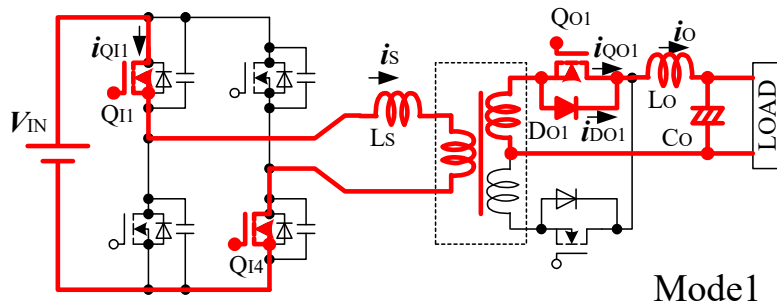 QO1
iQI1
iS
iQO1
iO
QI1
LS
DO1
iDO1
LO
CO
LOAD
VIN
QI4
Mode1